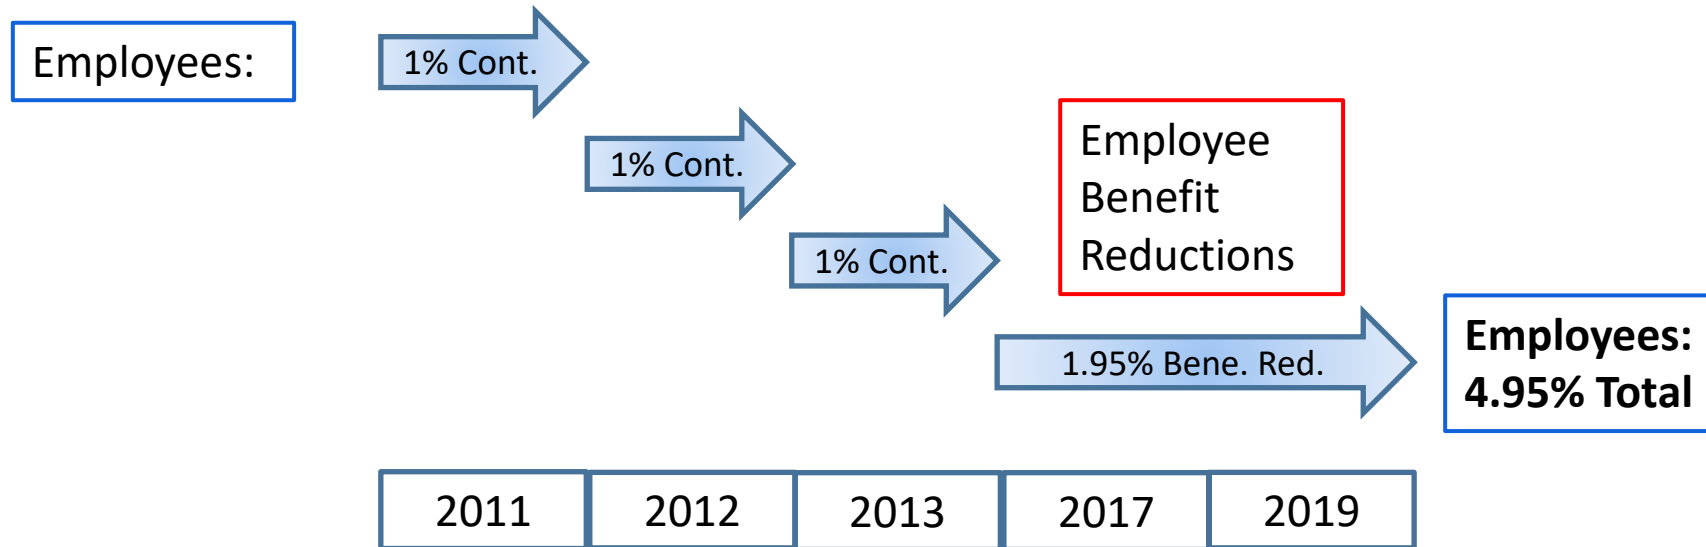 Employees:
1% Cont.
1% Cont.
1% Cont.
Employee
Benefit
Reductions
1.95% Bene. Red.
Employees:
4.95% Total
2011
2012
2013
2017
2019